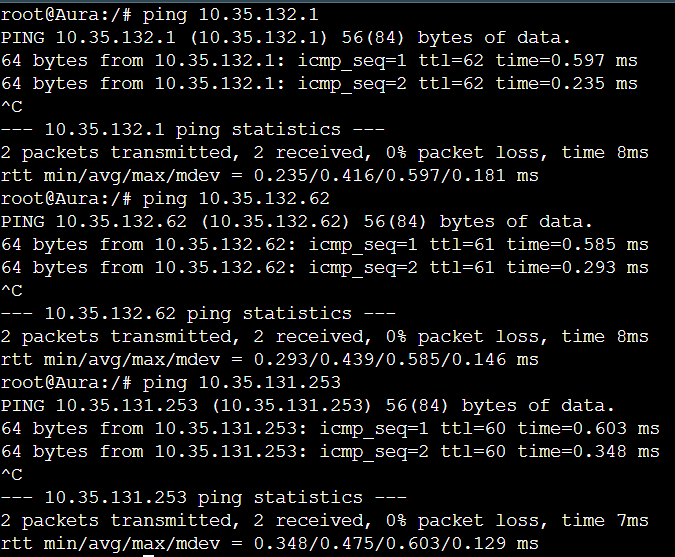 root@Aura:/# ping 10.35.132.1
PING 10.35.132.1 (10.35.132.1) 56(84) bytes of data.
64 bytes from 10.35.132.1: icmp_seq=1 ttl=62 time=0.597 ms
64 bytes from 10.35.132.1: icmp_seq=2 ttl=62 time=0.235 ms
^C
--- 10.35.132.1 ping statistics ---
2 packets transmitted, 2 received, 0% packet loss, time 8ms
rtt min/avg/max/mdev = 0.235/0.416/0.597/0.181 ms
root@Aura:/# ping 10.35.132.62
PING 10.35.132.62 (10.35.132.62) 56(84) bytes of data.
64 bytes from 10.35.132.62: icmp_seq=1 ttl=61 time=0.585 ms
64 bytes from 10.35.132.62: icmp_seq=2 ttl=61 time=0.293 ms
^C
--- 10.35.132.62 ping statistics ---
2 packets transmitted, 2 received, 0% packet loss, time 8ms
rtt min/avg/max/mdev = 0.293/0.439/0.585/0.146 ms
root@Aura:/# ping 10.35.131.253
PING 10.35.131.253 (10.35.131.253) 56(84) bytes of data.
64 bytes from 10.35.131.253: icmp_seq=1 ttl=60 time=0.603 ms
64 bytes from 10.35.131.253: icmp_seq=2 ttl=60 time=0.348 ms
^C
--- 10.35.131.253 ping statistics ---
2 packets transmitted, 2 received, 0% packet loss, time 7ms
rtt min/avg/max/mdev = 0.348/0.475/0.603/0.129 ms